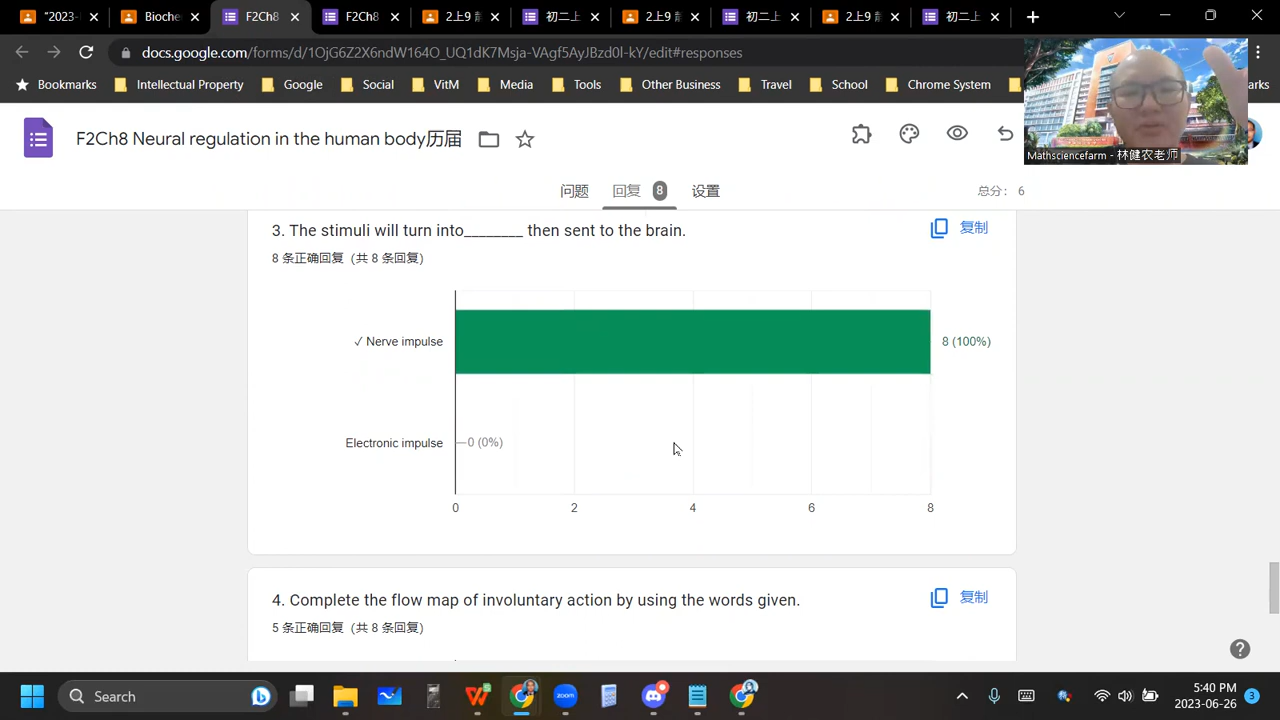 "2023-
Bioche
F2Ch8
F2Ch8
2上9
初二上
2上9
初二上
2上9
初二上
docs.google.com/forms/d/
/edit#responses
Bookmarks
Intellectual Property
Google
VitM
Media
Tools
Other Business
Travel
School
Chrome System
F2Ch8 Neural regulation in the human body历届
Mathsciencefarm - 林健农老师
问题
回复 8
设置
总分： 6
3. The stimuli will turn into________ then sent to the brain.
复制
8 条正确回复（共 8 条回复）
✓ Nerve impulse
8 (100%)
Electronic impulse
0 (0%)
0 2 4 6 8
4. Complete the flow map of involuntary action by using the words given.
复制
5 条正确回复（共 8 条回复）
Search
5:40 PM
2023-06-26
3